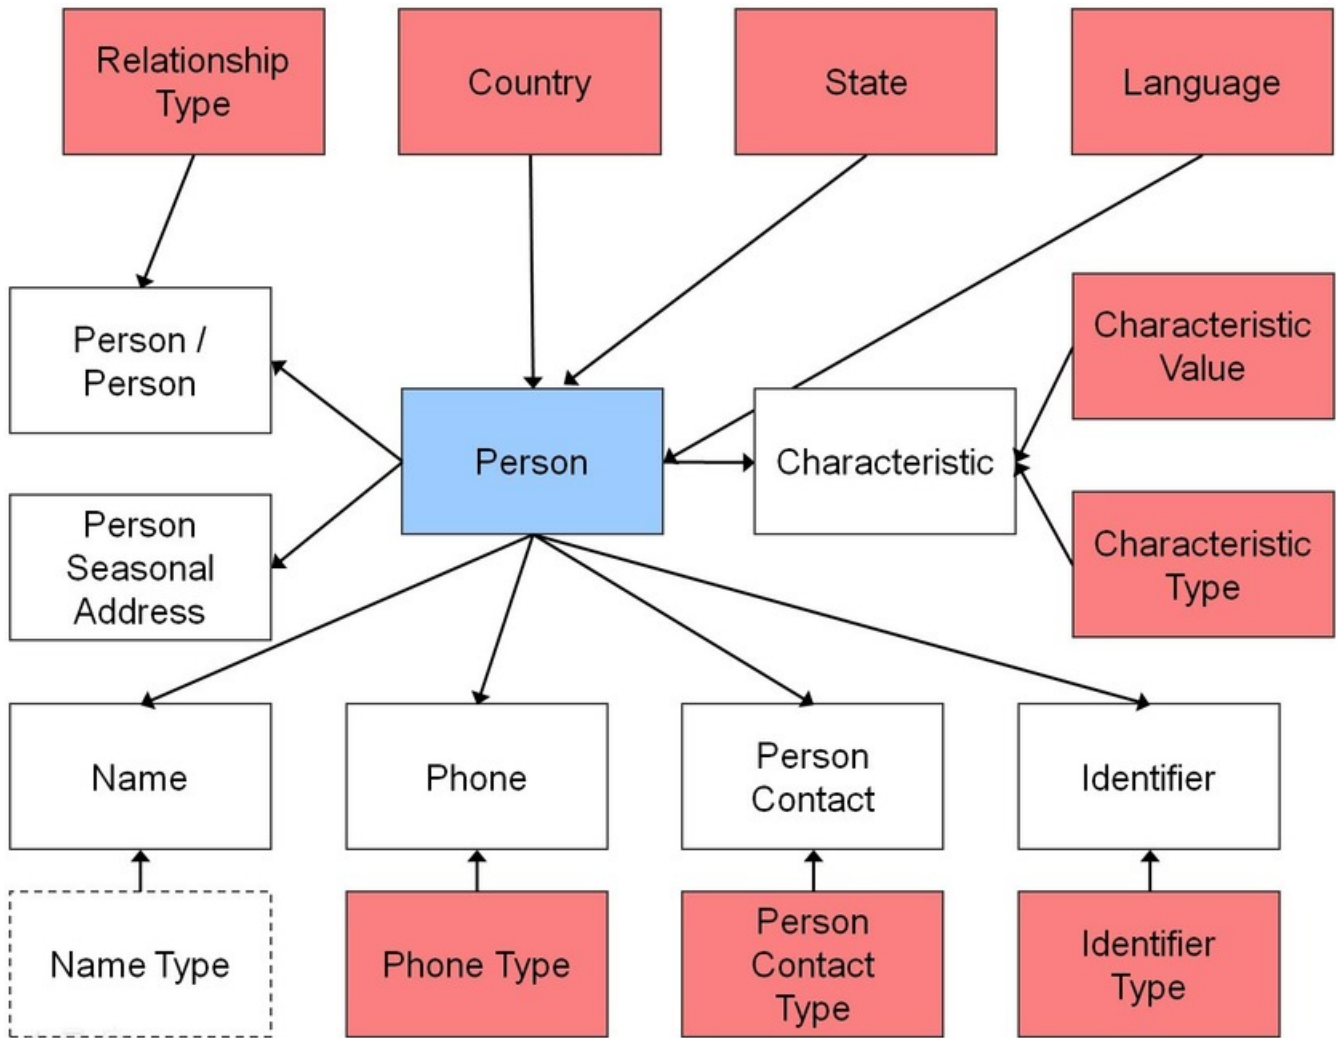 Relationship
Type
Country
State
Language
Person /
Person
Characteristic
Value
Person
Characteristic
Person
Seasonal
Address
Characteristic
Type
Name
Phone
Person
Contact
Identifier
Name Type
Phone Type
Person
Contact
Type
Identifier
Type